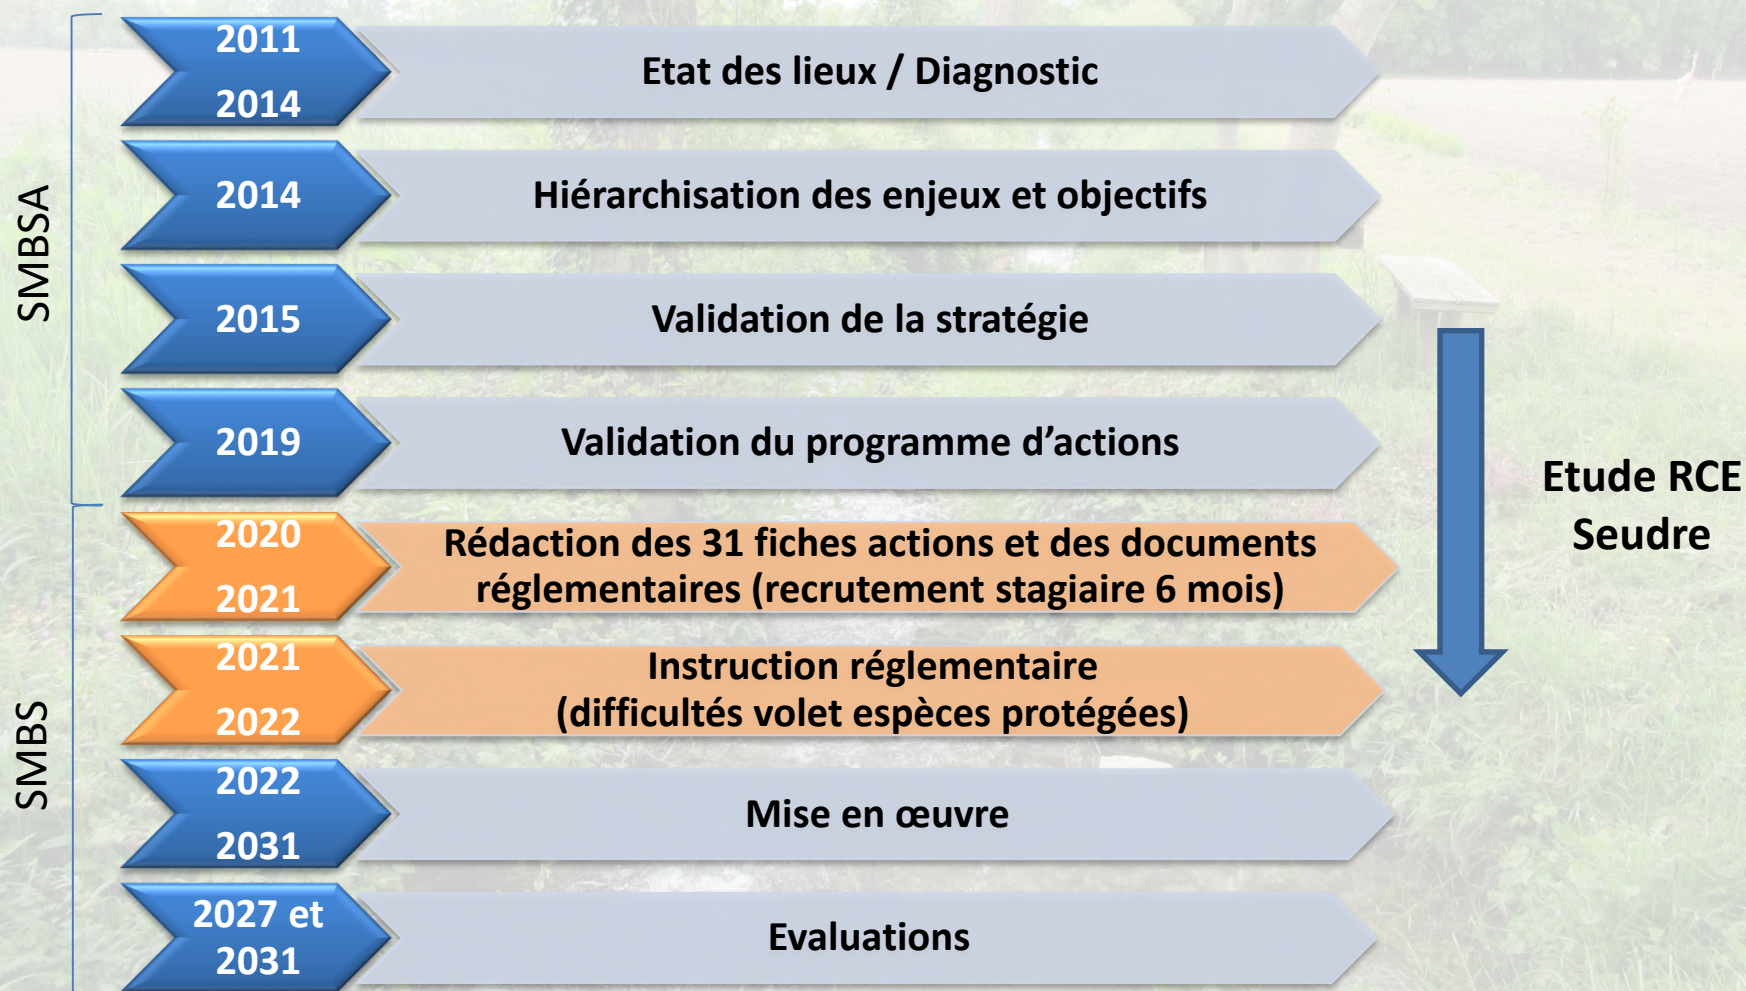 SMBSA
2011
2014
Etat des lieux / Diagnostic
2014
Hiérarchisation des enjeux et objectifs
2015
Validation de la stratégie
2019
Validation du programme d’actions
SMBS
2020
2021
Rédaction des 31 fiches actions et des documents
réglementaires (recrutement stagiaire 6 mois)
2021
2022
Instruction réglementaire
(difficultés volet espèces protégées)
2022
2031
Mise en œuvre
2027 et
2031
Evaluations
Etude RCE
Seudre